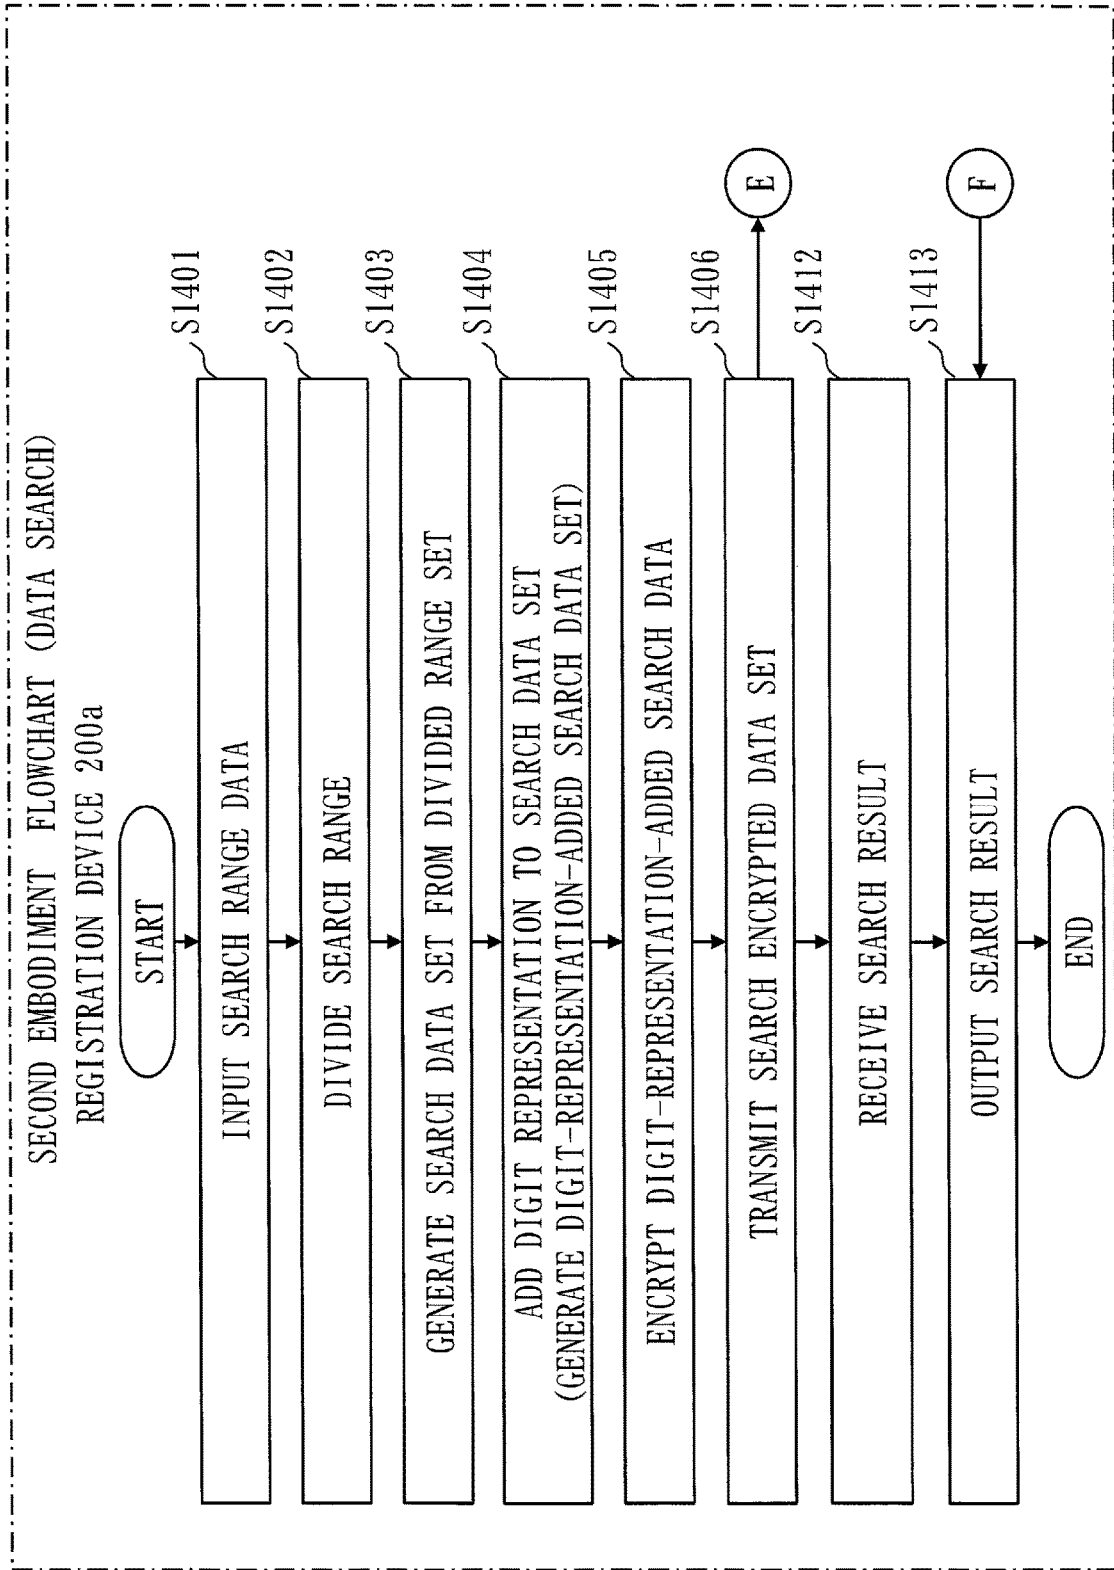 SECOND EMBODIMENT FLOWCHART (DATA SEARCH)
REGISTRATION DEVICE 200a
START
INPUT SEARCH RANGE DATA
S1401
DIVIDE SEARCH RANGE
S1402
GENERATE SEARCH DATA SET FROM DIVIDED RANGE SET
S1403
ADD DIGIT REPRESENTATION TO SEARCH DATA SET
(GENERATE DIGIT-REPRESENTATION-ADDED SEARCH DATA SET)
S1404
ENCRYPT DIGIT-REPRESENTATION-ADDED SEARCH DATA
S1405
TRANSMIT SEARCH ENCRYPTED DATA SET
S1406
E
RECEIVE SEARCH RESULT
S1412
OUTPUT SEARCH RESULT
S1413
F
END